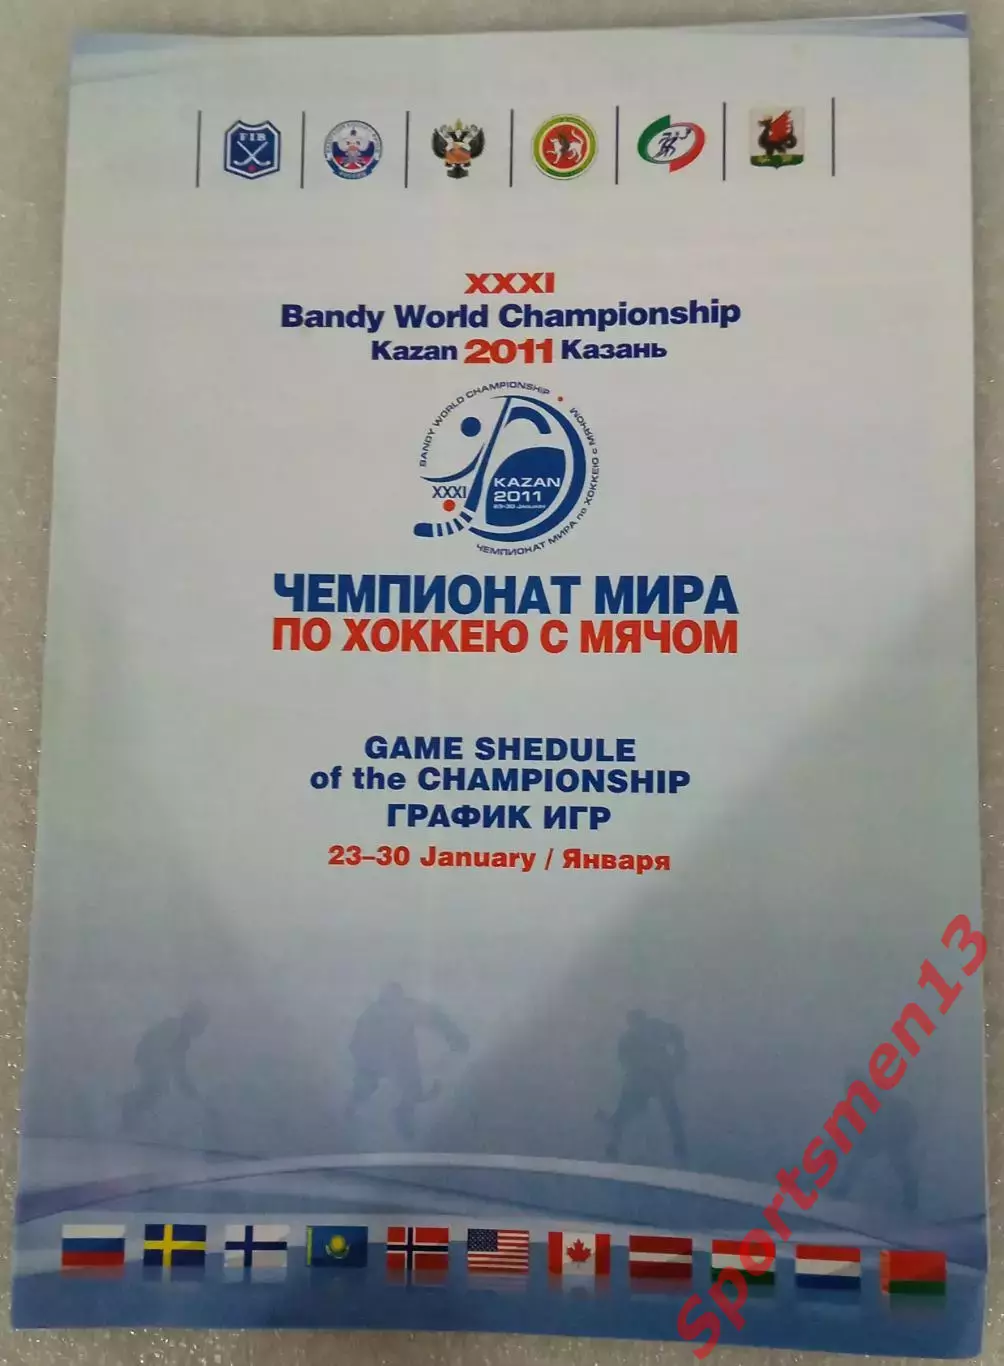 FIB
XXXI
Bandy World Championship
Kazan 2011 Казань
BANDY WORLD CHAMPIONSHIP • ЧЕМПИОНАТ МИРА ПО ХОККЕЮ С МЯЧОМ
XXXI
KAZAN
2011
23-30 JANUARY
ЧЕМПИОНАТ МИРА
ПО ХОККЕЮ С МЯЧОМ
GAME SHEDULE
of the CHAMPIONSHIP
ГРАФИК ИГР
23–30 January / Января
Sportsmen13